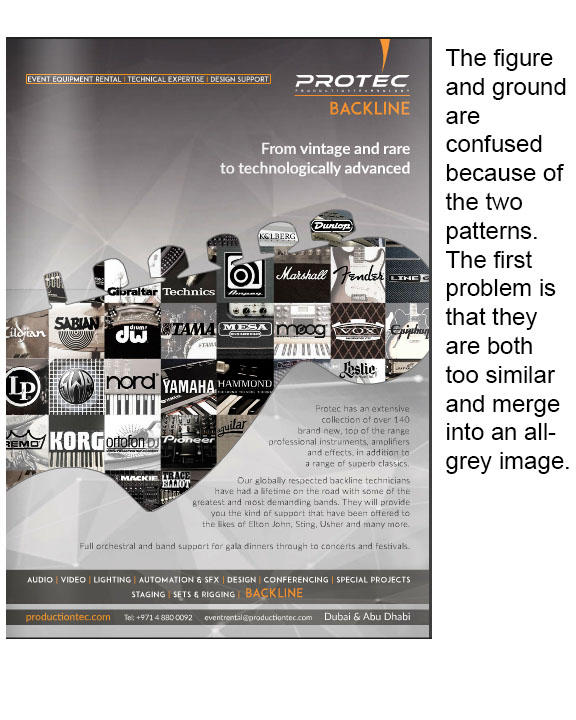 EVENT EQUIPMENT RENTAL | TECHNICAL EXPERTISE | DESIGN SUPPORT
PROTEC
PRODUCTION TECHNOLOGY
BACKLINE
From vintage and rare
to technologically advanced
KOLBERG
Dunlop
Gibraltar
Technics
Ampeg
Marshall
Fender
LINE 6
Zildjian
SABIAN
drums
dw
TAMA
MESA
moog
VOX
Epiphone
Leslie
LP
nord
YAMAHA
HAMMOND
REMO
KORG
ortofon DJ
Pioneer
MACKIE
TRACE
ELLIOT
Protec has an extensive
collection of over 140
brand new, top of the range
professional instruments, amplifiers
and effects, in addition to
a range of superb classics.
Our globally respected backline technicians
have had a lifetime on the road with some of the
greatest and most demanding bands. They will provide
you the kind of support that have been offered to
the likes of Elton John, Sting, Usher and many more.
Full orchestral and band support for gala dinners through to concerts and festivals.
AUDIO | VIDEO | LIGHTING | AUTOMATION & SFX | DESIGN | CONFERENCING | SPECIAL PROJECTS
STAGING | SETS & RIGGING | BACKLINE
productiontec.com Tel: +971 4 880 0092 eventrental@productiontec.com Dubai & Abu Dhabi
The figure
and ground
are
confused
because of
the two
patterns.
The first
problem is
that they
are both
too similar
and merge
into an all-
grey image.